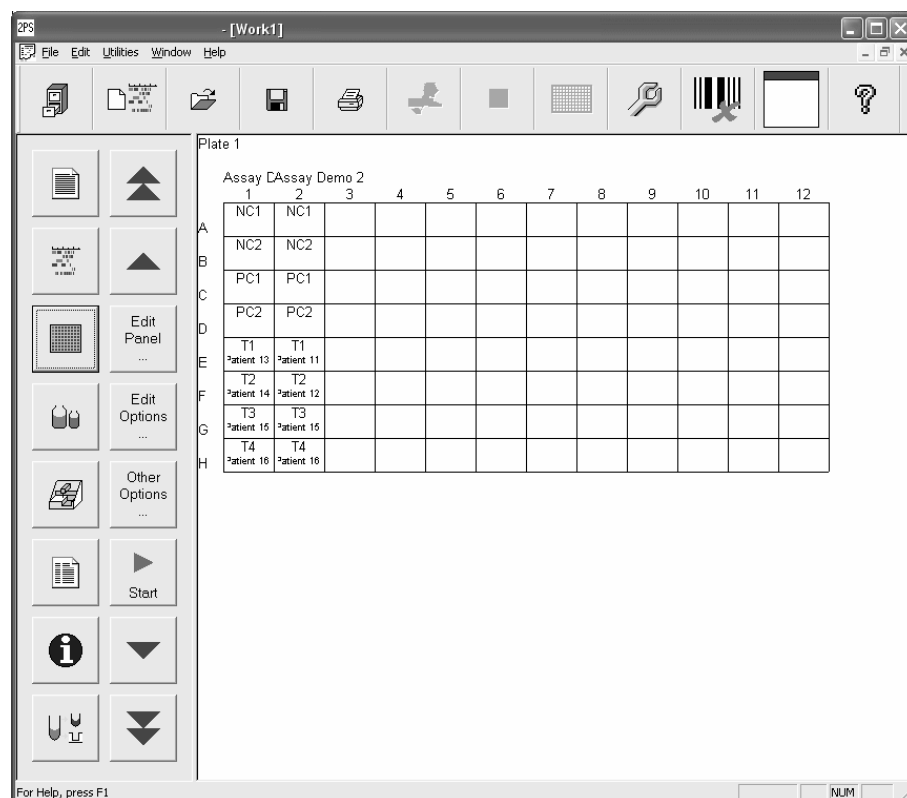 2PS - [Work1]
File Edit Utilities Window Help
Plate 1
Assay D Assay Demo 2
1 2 3 4 5 6 7 8 9 10 11 12
A NC1 NC1
B NC2 NC2
C PC1 PC1
D PC2 PC2
E T1 T1
Patient 13 Patient 11
F T2 T2
Patient 14 Patient 12
G T3 T3
Patient 15 Patient 15
H T4 T4
Patient 16 Patient 16
Edit
Panel
...
Edit
Options
...
Other
Options
...
Start
For Help, press F1
NUM